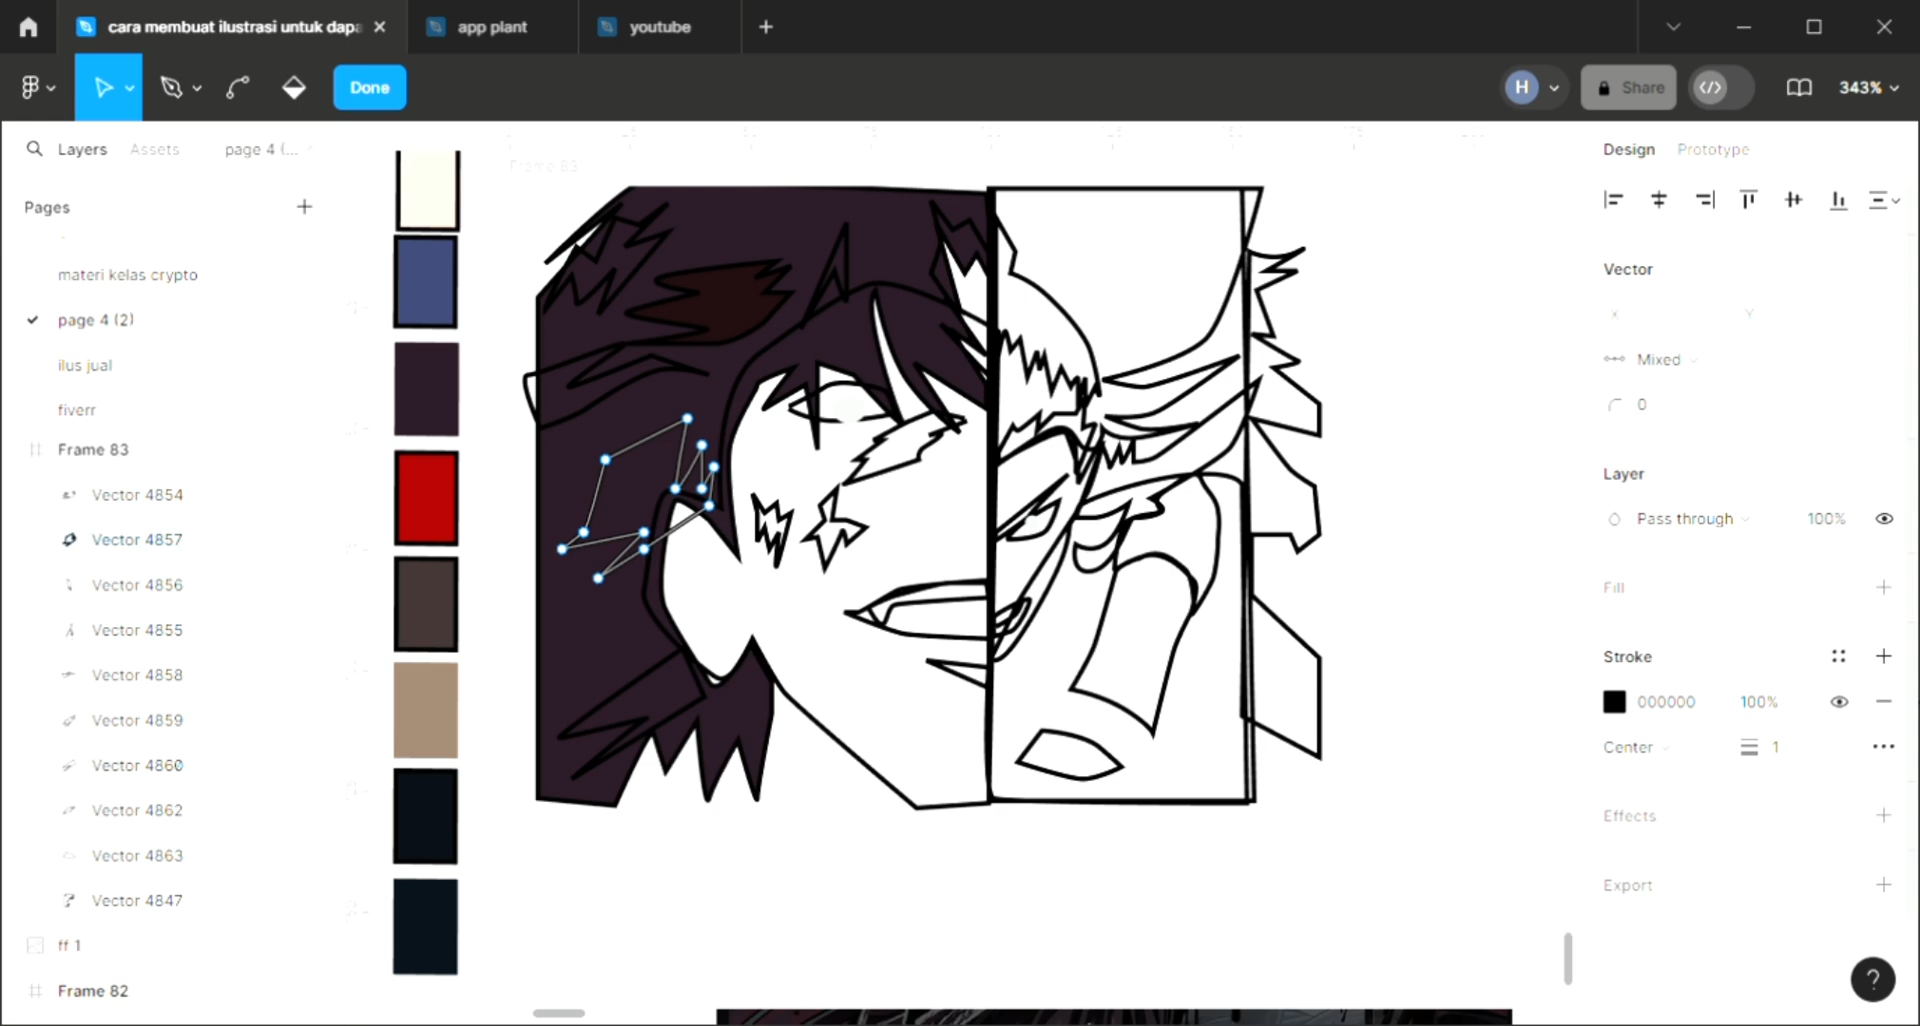 cara membuat ilustrasi untuk dapa
app plant
youtube
Done
H
Share
343%
Layers
Assets
page 4 (...
Pages
materi kelas crypto
page 4 (2)
ilus jual
fiverr
Frame 83
Vector 4854
Vector 4857
Vector 4856
Vector 4855
Vector 4858
Vector 4859
Vector 4860
Vector 4862
Vector 4863
Vector 4847
ff 1
Frame 82
Frame 83
Design
Prototype
Vector
X
Y
Mixed
0
Layer
Pass through
100%
Fill
Stroke
000000
100%
Center
1
Effects
Export
?